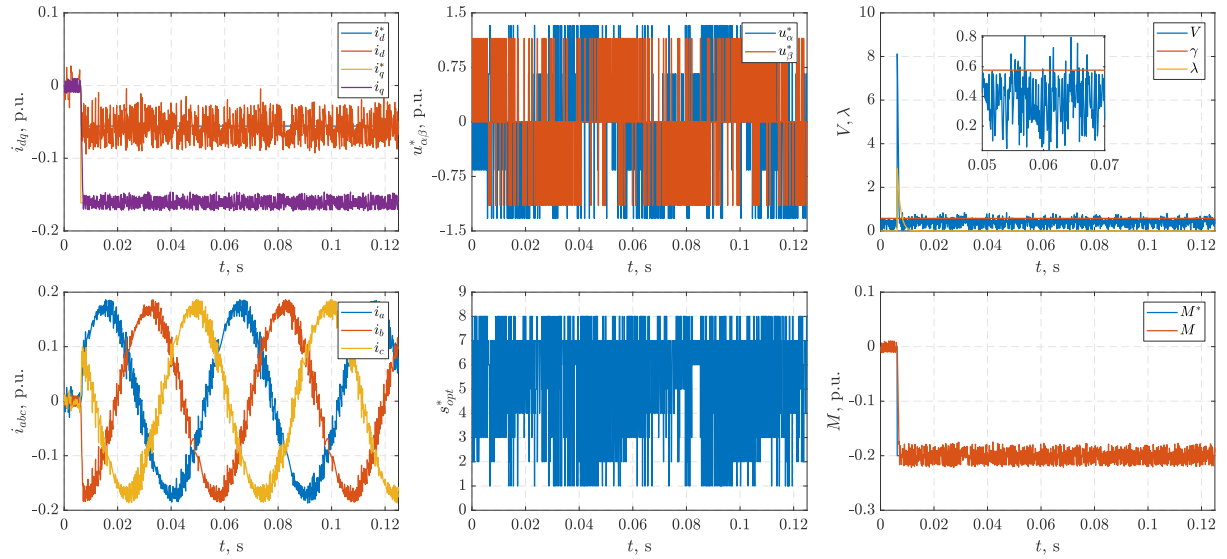 0.1
0
-0.1
-0.2
i_{dq}, p.u.
0 0.02 0.04 0.06 0.08 0.1 0.12
t, s
i_d^*
i_d
i_q^*
i_q
1.5
0.75
0
-0.75
-1.5
u_{αβ}^*, p.u.
0 0.02 0.04 0.06 0.08 0.1 0.12
t, s
u_α^*
u_β^*
10
8
6
4
2
0
V, λ
0 0.02 0.04 0.06 0.08 0.1 0.12
t, s
V
γ
λ
0.8
0.6
0.4
0.2
0.05 0.06 0.07
0.2
0.1
0
-0.1
-0.2
i_{abc}, p.u.
0 0.02 0.04 0.06 0.08 0.1 0.12
t, s
i_a
i_b
i_c
9
8
7
6
5
4
3
2
1
0
s_{opt}^*
0 0.02 0.04 0.06 0.08 0.1 0.12
t, s
0.1
0
-0.1
-0.2
-0.3
M, p.u.
0 0.02 0.04 0.06 0.08 0.1 0.12
t, s
M^*
M